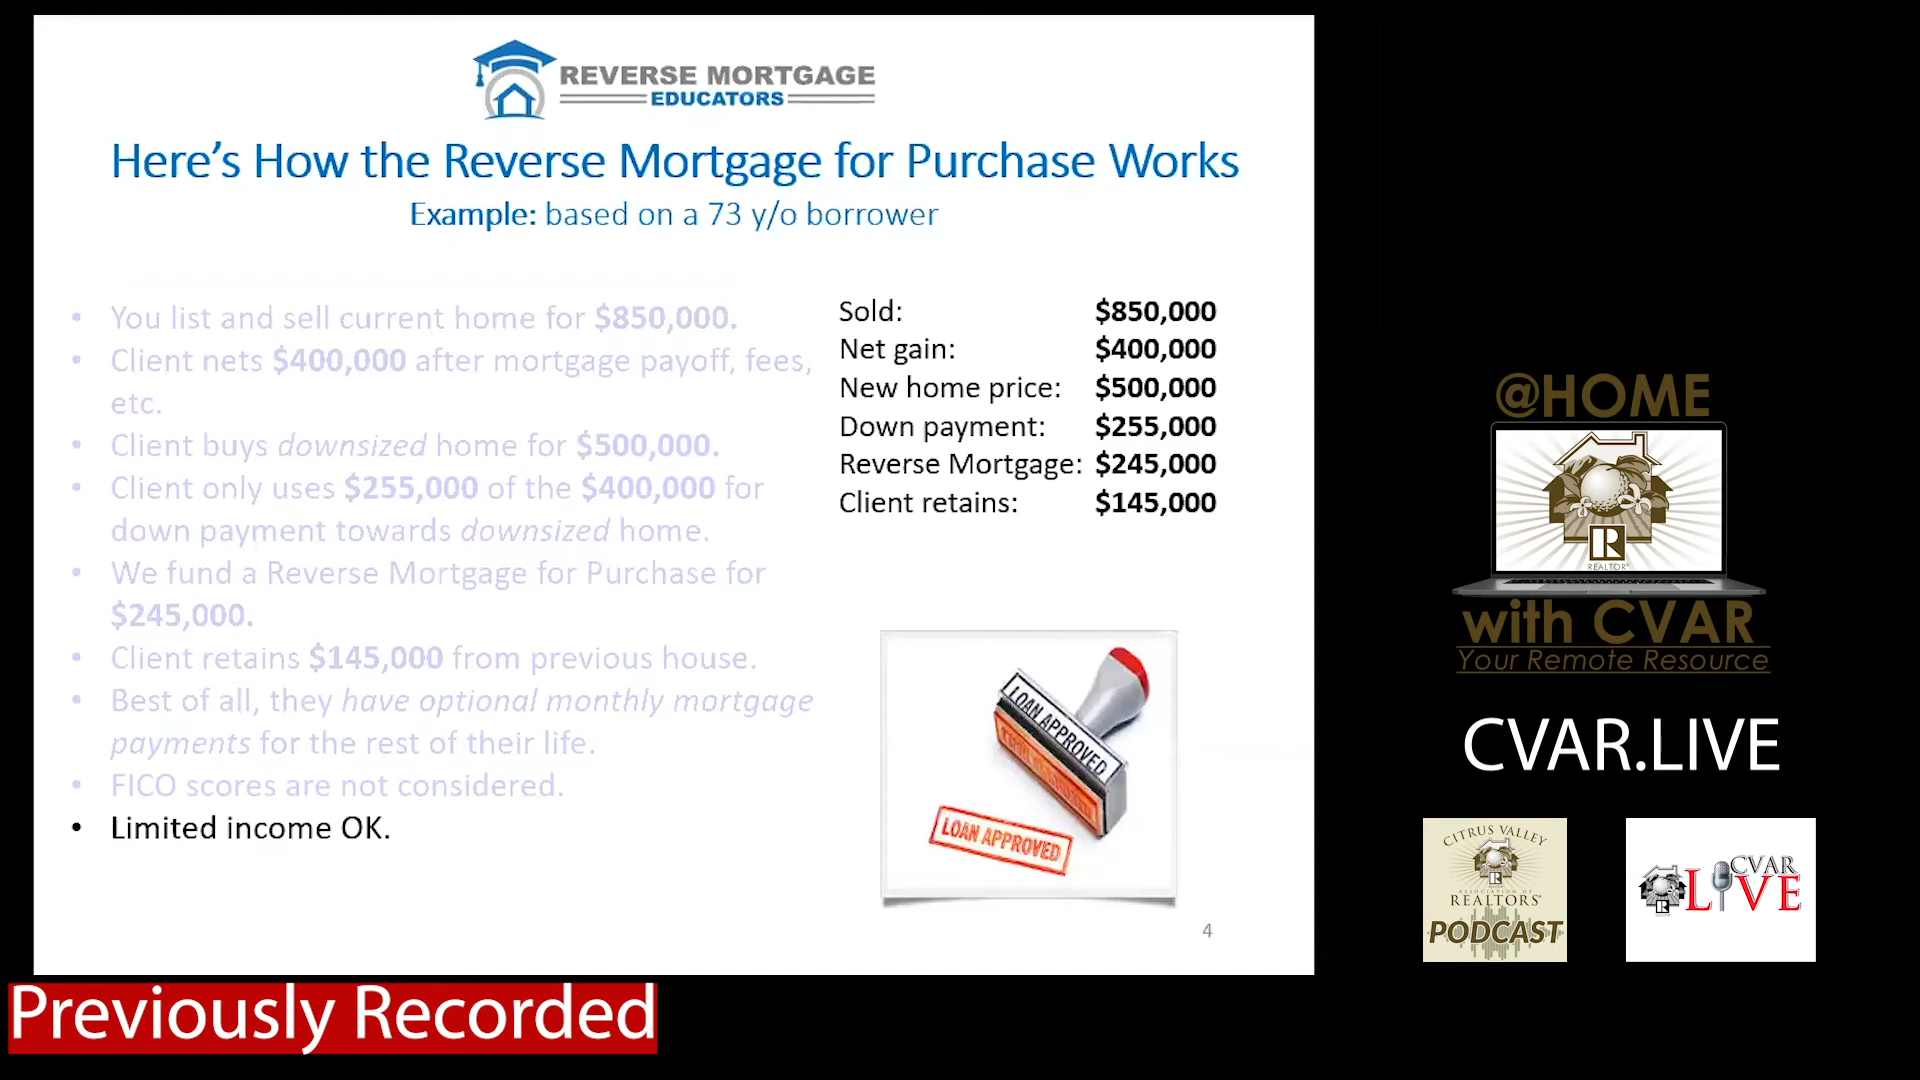 REVERSE MORTGAGE
EDUCATORS
Here's How the Reverse Mortgage for Purchase Works
Example: based on a 73 y/o borrower
• You list and sell current home for $850,000.
• Client nets $400,000 after mortgage payoff, fees,
etc.
• Client buys downsized home for $500,000.
• Client only uses $255,000 of the $400,000 for
down payment towards downsized home.
• We fund a Reverse Mortgage for Purchase for
$245,000.
• Client retains $145,000 from previous house.
• Best of all, they have optional monthly mortgage
payments for the rest of their life.
• FICO scores are not considered.
• Limited income OK.
Sold: $850,000
Net gain: $400,000
New home price: $500,000
Down payment: $255,000
Reverse Mortgage: $245,000
Client retains: $145,000
LOAN APPROVED
LOAN APPROVED
4
@HOME
R
REALTOR®
with CVAR
Your Remote Resource
CVAR.LIVE
CITRUS VALLEY
R
ASSOCIATION OF
REALTORS®
PODCAST
CVAR
LIVE
R
Previously Recorded